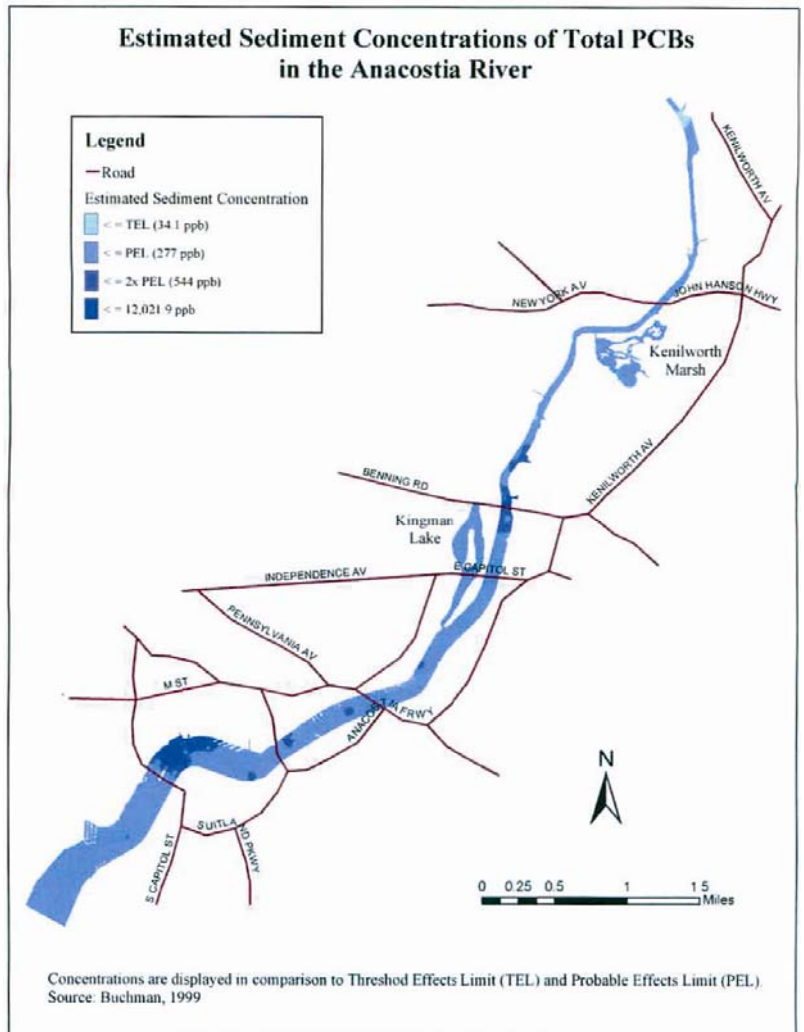 Estimated Sediment Concentrations of Total PCBs
in the Anacostia River
Legend
Road
Estimated Sediment Concentration
< = TEL (34.1 ppb)
< = PEL (277 ppb)
< = 2x PEL (544 ppb)
< = 12,021.9 ppb
KENILWORTH AV
NEW YORK AV
JOHN HANSON HWY
Kenilworth
Marsh
KENILWORTH AV
BENNING RD
Kingman
Lake
INDEPENDENCE AV
E CAPITOL ST
PENNSYLVANIA AV
M ST
ANACOSTIA FRWY
N
SUITLAND PKWY
S CAPITOL ST
0 0.25 0.5 1 1.5
Miles
Concentrations are displayed in comparison to Threshod Effects Limit (TEL) and Probable Effects Limit (PEL).
Source: Buchman, 1999